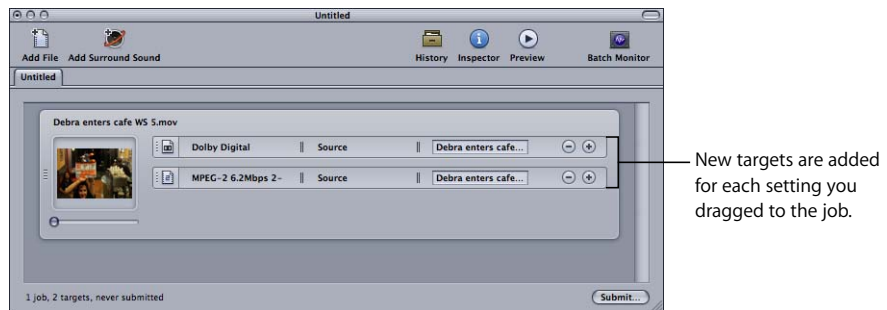 Untitled
Add File Add Surround Sound History Inspector Preview Batch Monitor
Untitled
Debra enters cafe WS 5.mov
Dolby Digital Source Debra enters cafe...
MPEG-2 6.2Mbps 2- Source Debra enters cafe...
1 job, 2 targets, never submitted Submit...
New targets are added
for each setting you
dragged to the job.